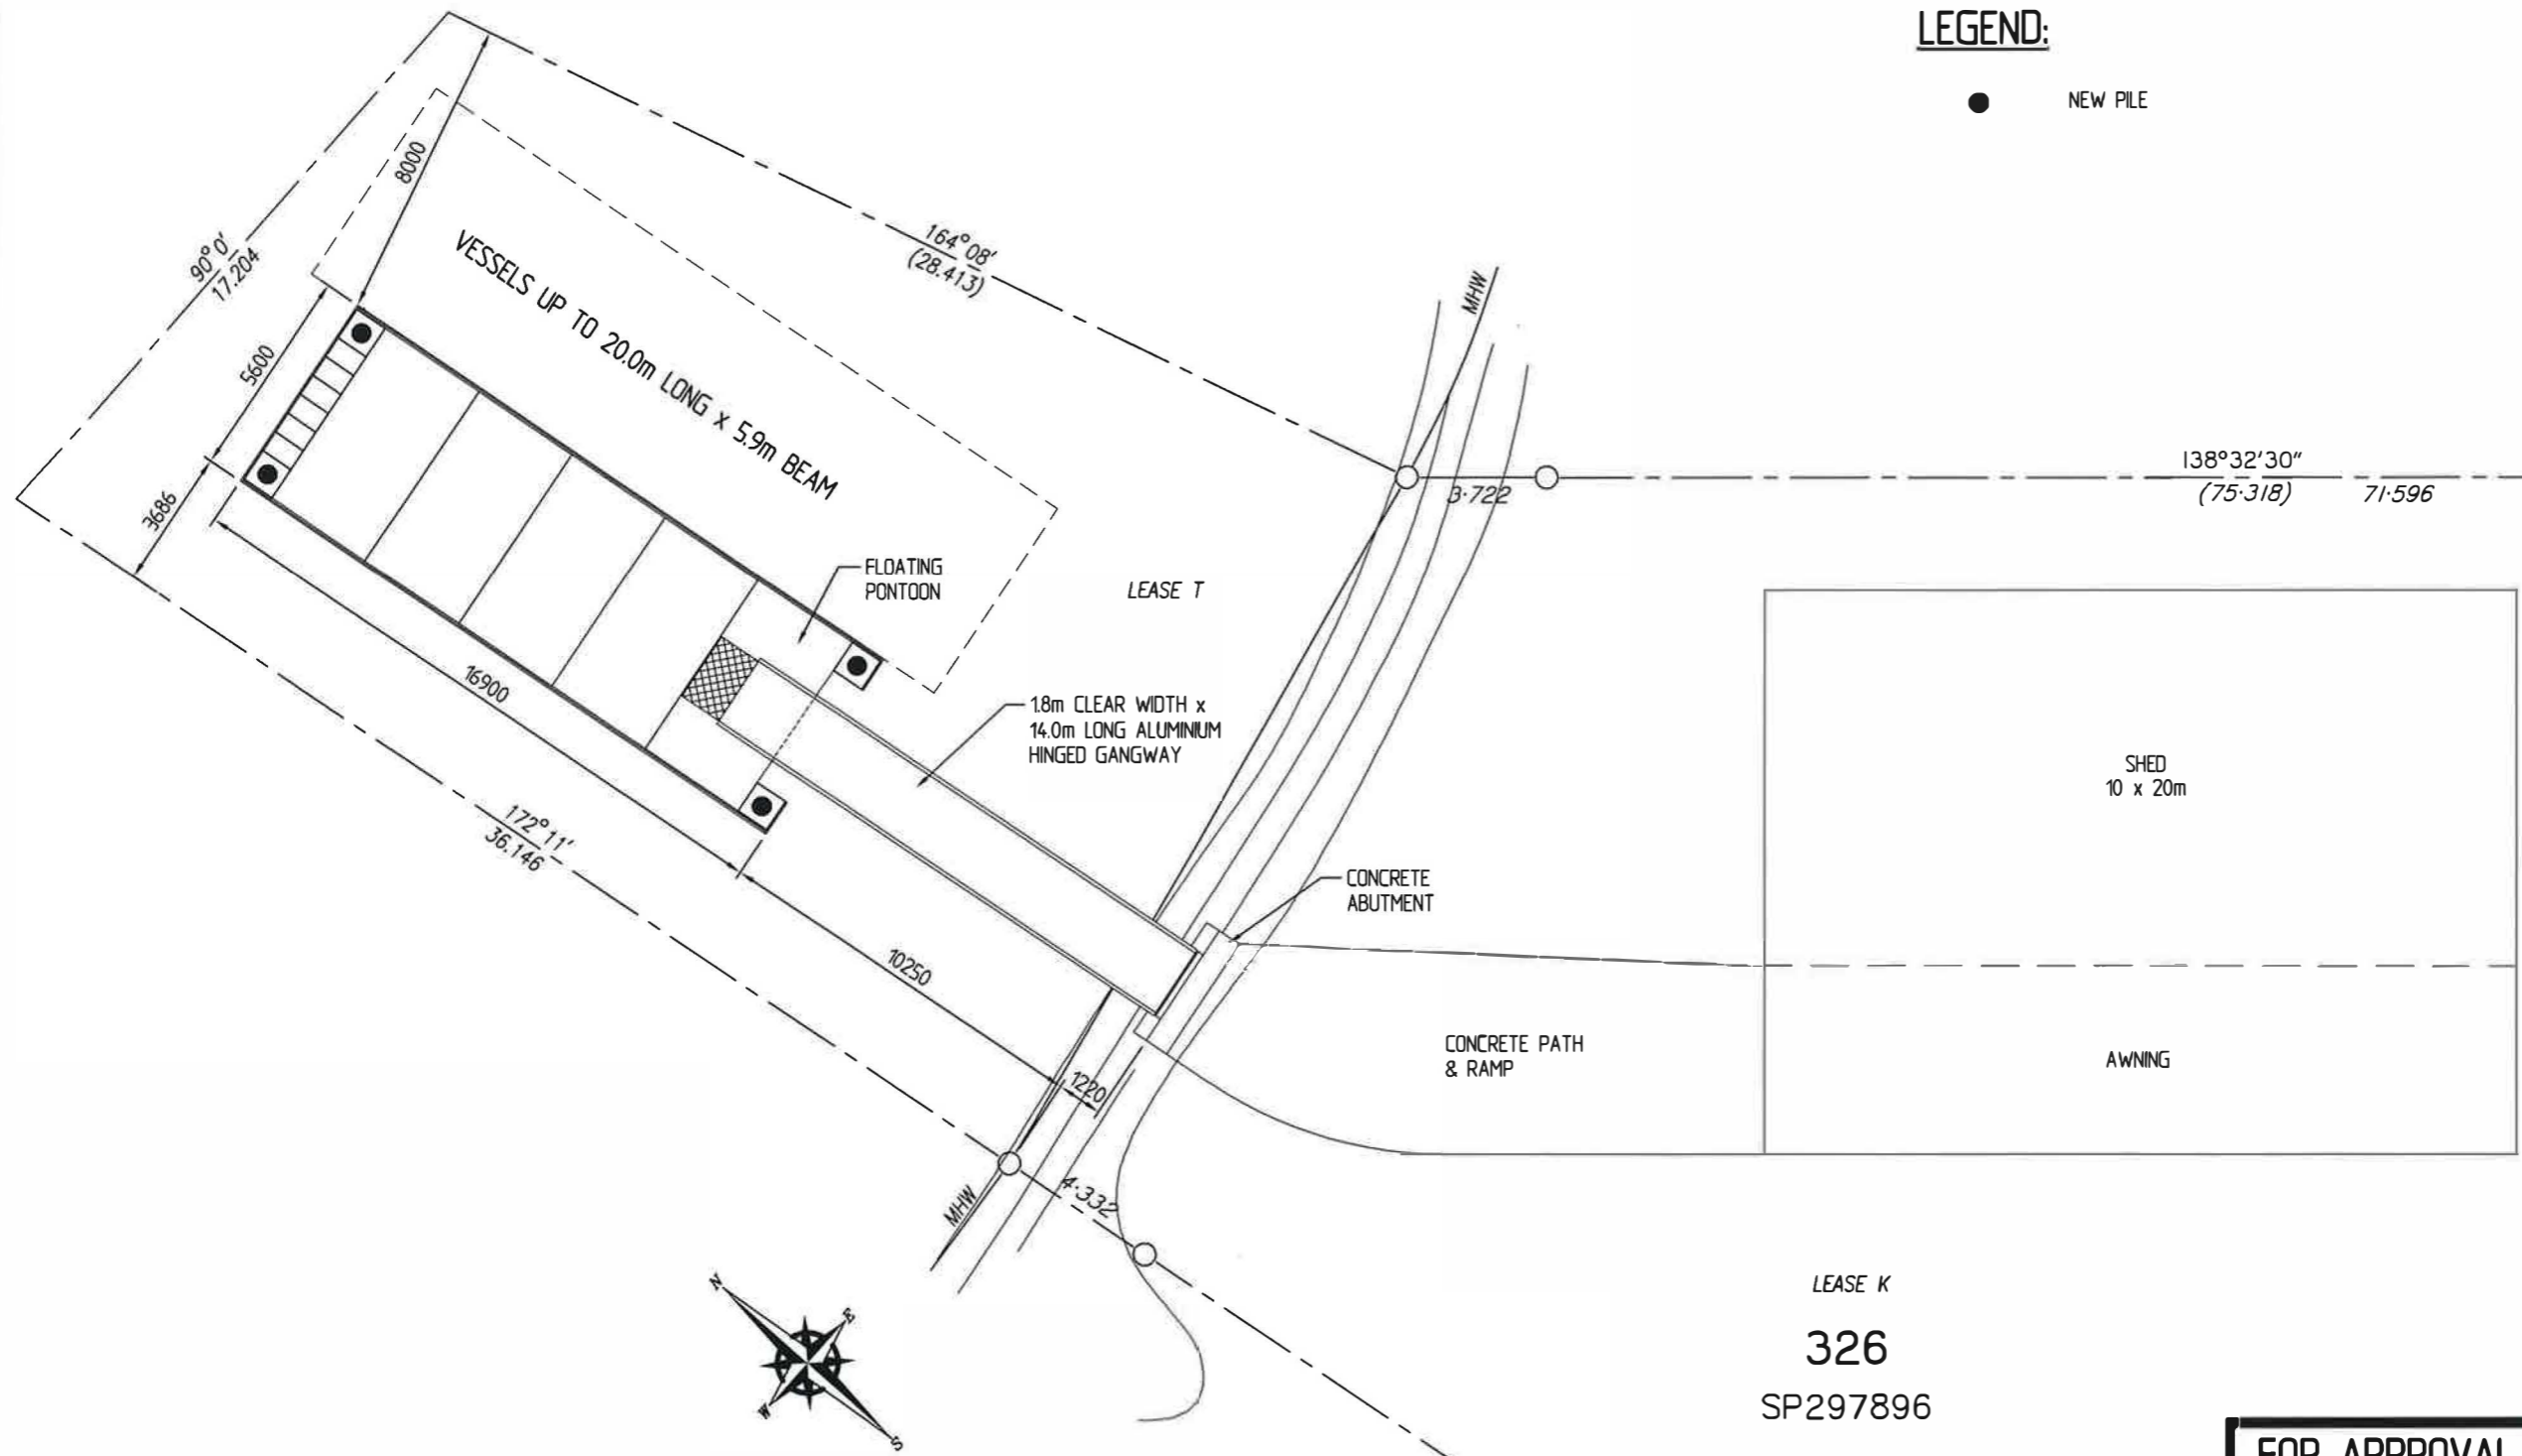 LEGEND:
NEW PILE
8000
90°0'
17.204
164°08'
(28.413)
VESSELS UP TO 20.0m LONG x 5.9m BEAM
MHW
5600
3686
138°32'30"
(75·318) 71·596
3·722
FLOATING
PONTOON
LEASE T
16900
1.8m CLEAR WIDTH x
14.0m LONG ALUMINIUM
HINGED GANGWAY
SHED
10 x 20m
172°11'
36.146
CONCRETE
ABUTMENT
10250
CONCRETE PATH
& RAMP
AWNING
1220
MHW
4·332
N
E
W
S
LEASE K
326
SP297896
FOR APPROVAL